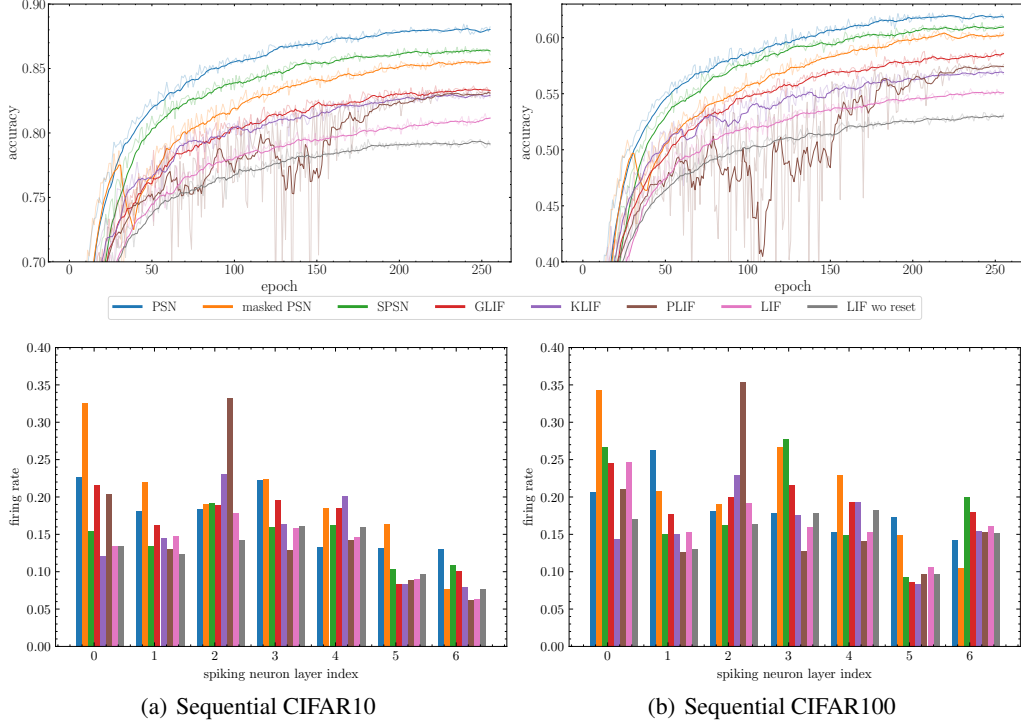 0.90
0.85
0.80
0.75
0.70
accuracy
0 50 100 150 200 250
epoch
0.60
0.55
0.50
0.45
0.40
accuracy
0 50 100 150 200 250
epoch
PSN masked PSN SPSN GLIF KLIF PLIF LIF LIF wo reset
0.40
0.35
0.30
0.25
0.20
0.15
0.10
0.05
0.00
firing rate
0 1 2 3 4 5 6
spiking neuron layer index
0.40
0.35
0.30
0.25
0.20
0.15
0.10
0.05
0.00
firing rate
0 1 2 3 4 5 6
spiking neuron layer index
(a) Sequential CIFAR10
(b) Sequential CIFAR100